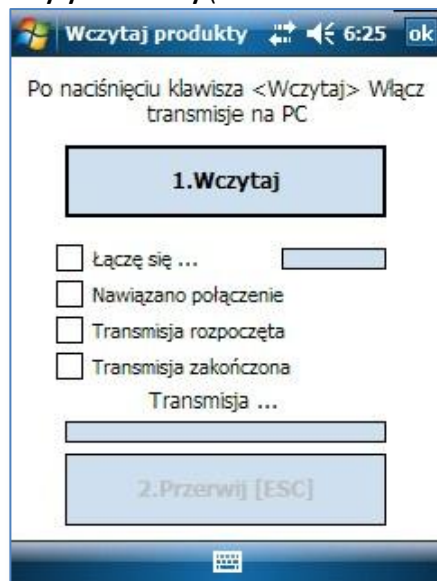 Wczytaj produkty 6:25 ok
Po naciśnięciu klawisza <Wczytaj> Włącz
transmisje na PC
1.Wczytaj
Łączę się ...
Nawiązano połączenie
Transmisja rozpoczęta
Transmisja zakończona
Transmisja ...
2.Przerwij [ESC]